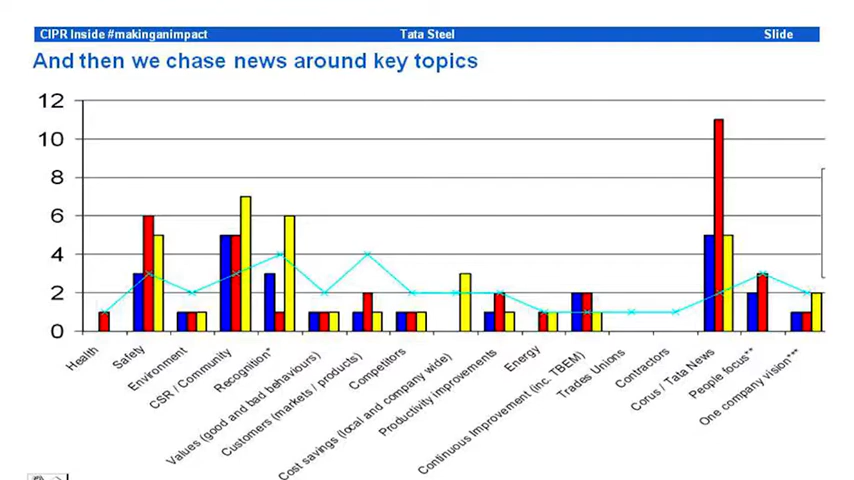 CIPR Inside #makinganimpact Tata Steel Slide
And then we chase news around key topics
12
10
8
6
4
2
0
Health
Safety
Environment
CSR / Community
Recognition*
Values (good and bad behaviours)
Customers (markets / products)
Competitors
Cost savings (local and company wide)
Productivity improvements
Energy
Continuous Improvement (inc. TBEM)
Trades Unions
Contractors
Corus / Tata News
People focus**
One company vision***